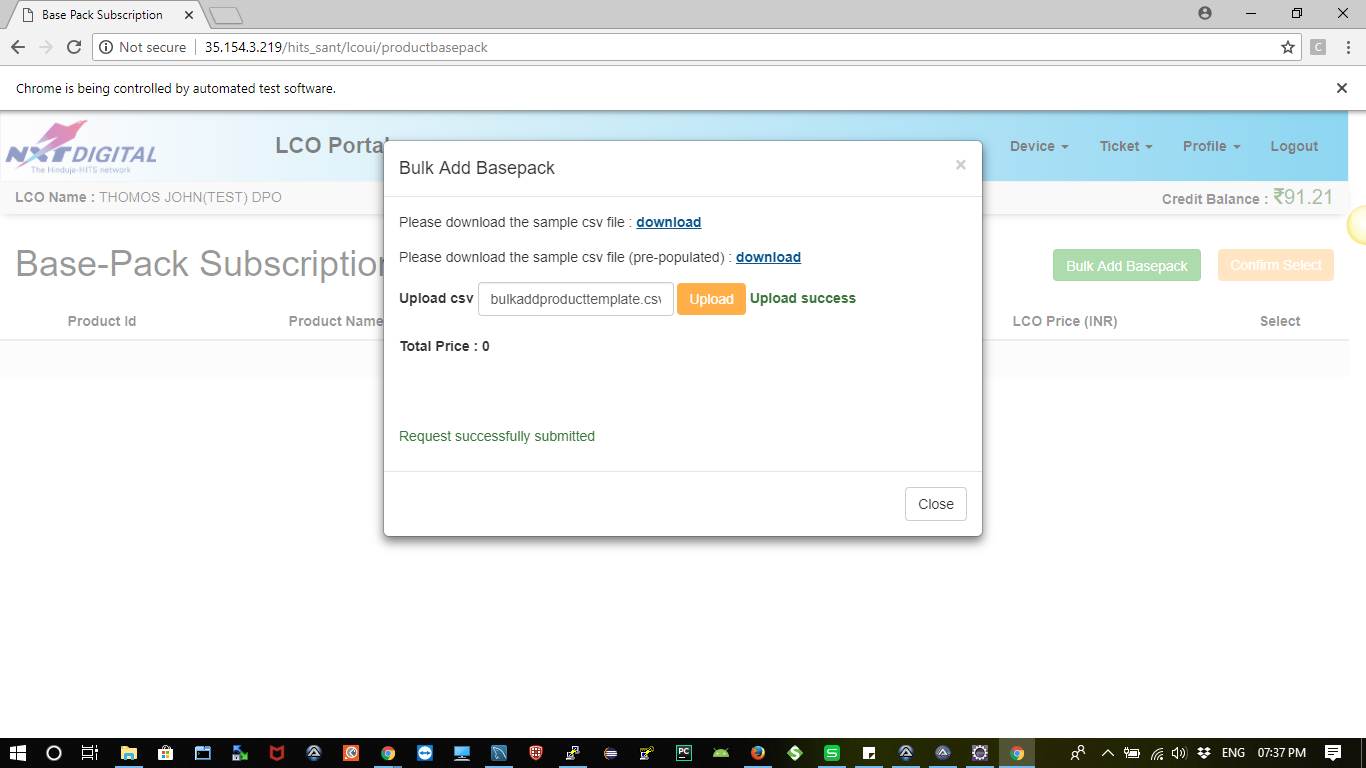 Base Pack Subscription
Not secure
35.154.3.219/hits_sant/lcoui/productbasepack
C
Chrome is being controlled by automated test software.
NXTDIGITAL
The Hinduja-HITS network
LCO Portal
Device
Ticket
Profile
Logout
LCO Name : THOMOS JOHN(TEST) DPO
Credit Balance : ₹91.21
Base-Pack Subscription
Bulk Add Basepack
Confirm Select
Product Id
Product Name
LCO Price (INR)
Select
Bulk Add Basepack
×
Please download the sample csv file : download
Please download the sample csv file (pre-populated) : download
Upload csv
bulkaddproducttemplate.csv
Upload
Upload success
Total Price : 0
Request successfully submitted
Close
PC
S
ENG
07:37 PM